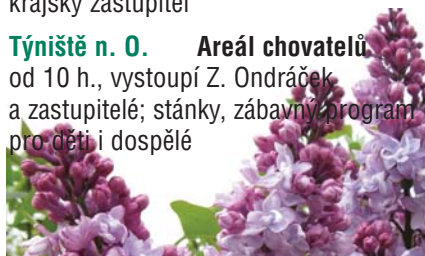 krajský zastupitel
Týniště n. O. Areál chovatelů
od 10 h., vystoupí Z. Ondráček
a zastupitelé; stánky, zábavný program
pro děti i dospělé